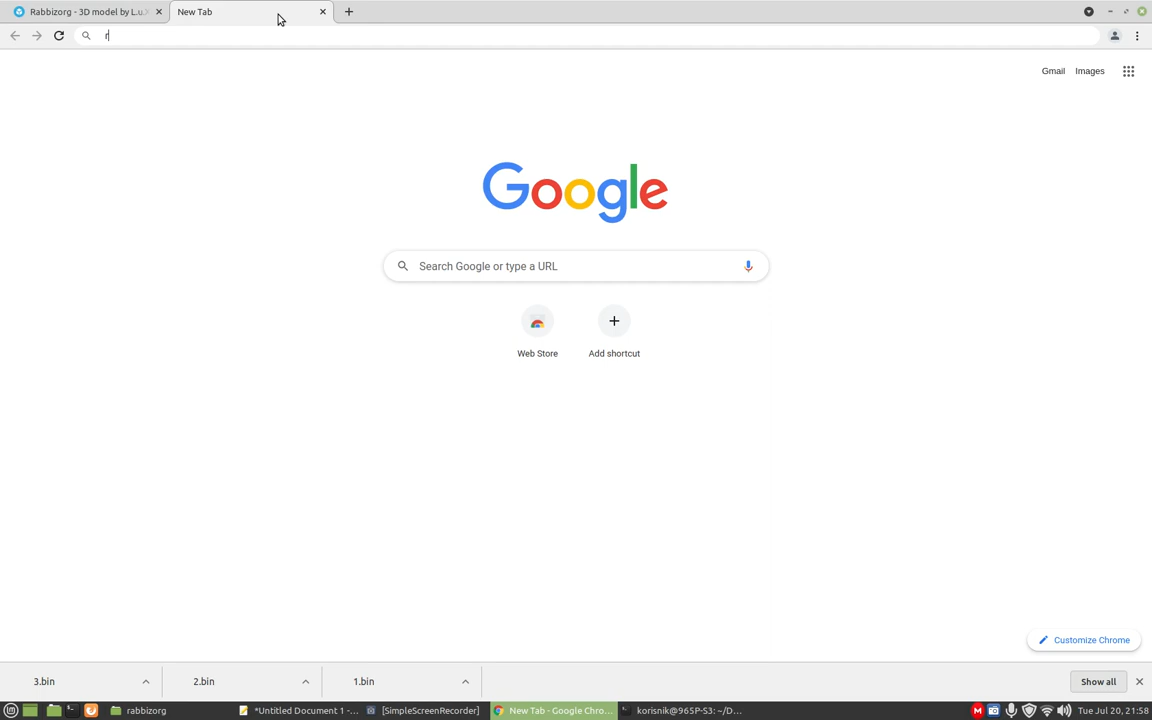 Rabbizorg - 3D model by L.u.X
New Tab
r
Gmail Images
Google
Search Google or type a URL
Web Store Add shortcut
Customize Chrome
3.bin 2.bin 1.bin Show all
rabbizorg *Untitled Document 1 -... [SimpleScreenRecorder] New Tab - Google Chro... korisnik@965P-S3: ~/D... Tue Jul 20, 21:58